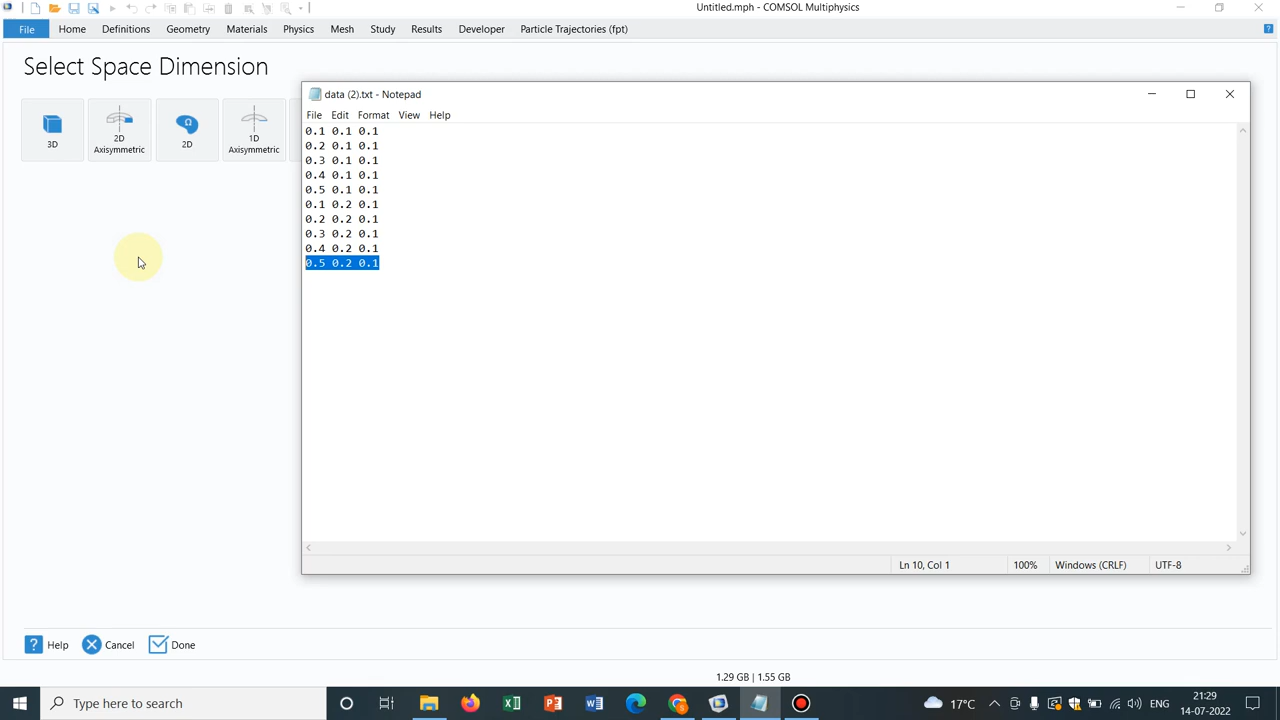 Untitled.mph - COMSOL Multiphysics
File Home Definitions Geometry Materials Mesh Physics Study Results Developer Particle Trajectories (fpt)
Select Space Dimension
3D
2D Axisymmetric
2D
1D Axisymmetric
data (2).txt - Notepad
File Edit Format View Help
0.1 0.1 0.1
0.2 0.1 0.1
0.3 0.1 0.1
0.4 0.1 0.1
0.5 0.1 0.1
0.1 0.2 0.1
0.2 0.2 0.1
0.3 0.2 0.1
0.4 0.2 0.1
0.5 0.2 0.1
Ln 10, Col 1 100% Windows (CRLF) UTF-8
Help Cancel Done
1.29 GB | 1.55 GB
Type here to search
17°C ENG
21:29
14-07-2022